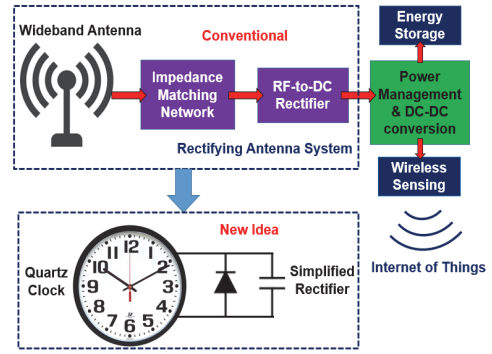 Wideband Antenna
Conventional
Impedance
Matching
Network
RF-to-DC
Rectifier
Rectifying Antenna System
Energy
Storage
Power
Management
& DC-DC
conversion
Wireless
Sensing
Internet of Things
New Idea
Quartz
Clock
12
1
2
3
4
5
6
7
8
9
10
11
Simplified
Rectifier